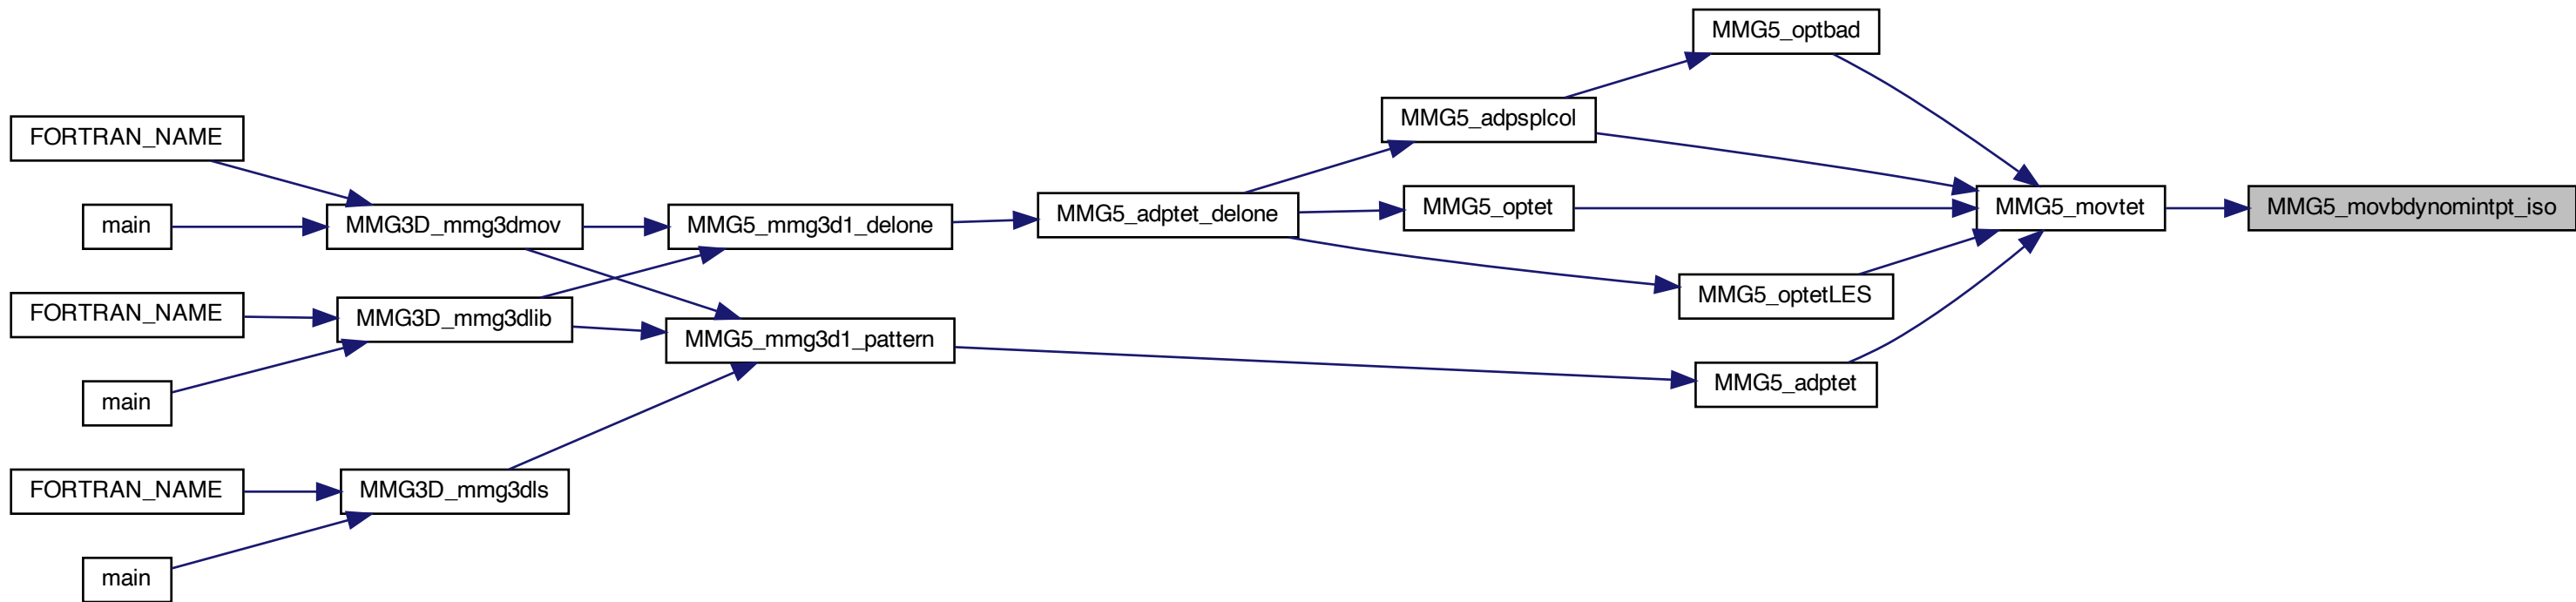 MMG5_optbad
MMG5_adpsplcol
FORTRAN_NAME
main
MMG3D_mmg3dmov
MMG5_mmg3d1_delone
MMG5_adptet_delone
MMG5_optet
MMG5_movtet
MMG5_movbdynomintpt_iso
FORTRAN_NAME
MMG3D_mmg3dlib
MMG5_mmg3d1_pattern
MMG5_optetLES
MMG5_adptet
main
FORTRAN_NAME
MMG3D_mmg3dls
main